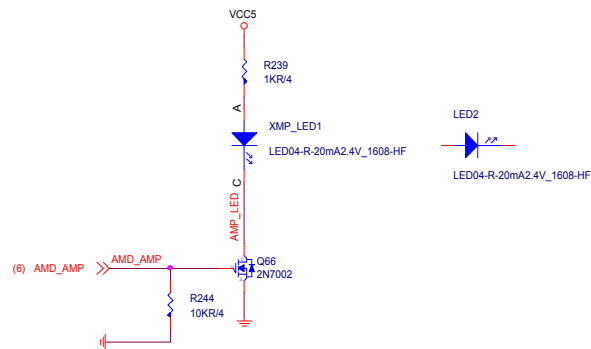 VCC5
R239
1KR/4
A
XMP_LED1
LED04-R-20mA2.4V_1608-HF
LED2
LED04-R-20mA2.4V_1608-HF
C
AMP_LED
(6) AMD_AMP
AMD_AMP
Q66
2N7002
R244
10KR/4